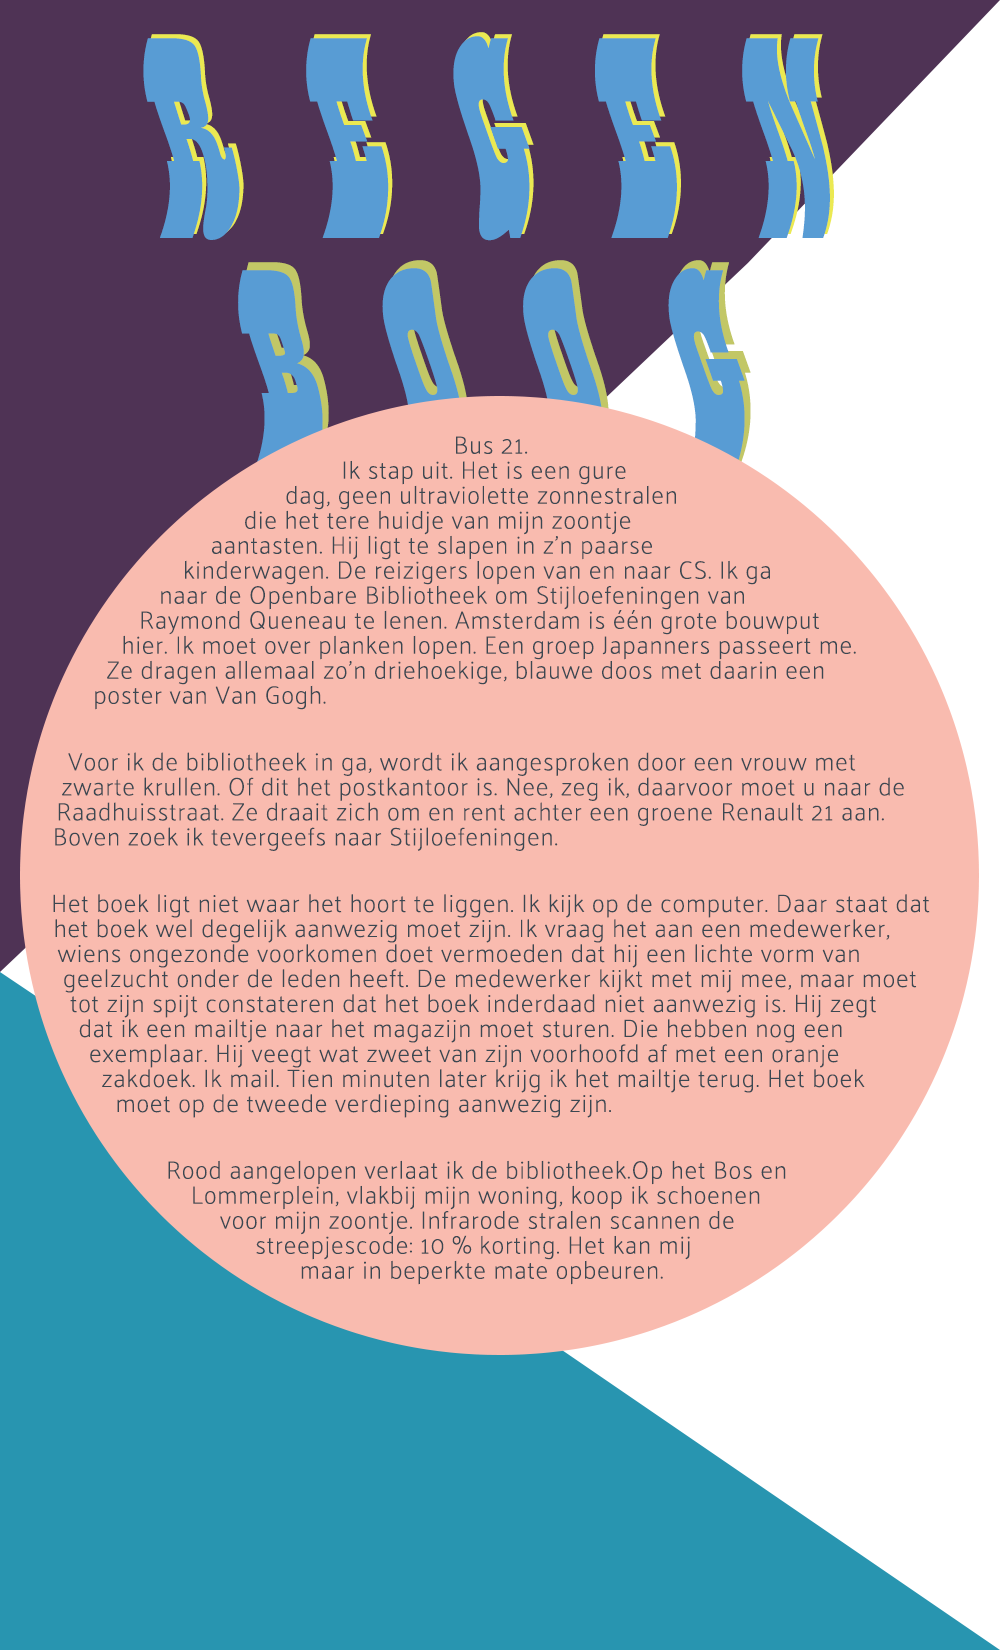 REGEN
BOOG
Bus 21.
Ik stap uit. Het is een gure
dag, geen ultraviolette zonnestralen
die het tere huidje van mijn zoontje
aantasten. Hij ligt te slapen in z'n paarse
kinderwagen. De reizigers lopen van en naar CS. Ik ga
naar de Openbare Bibliotheek om Stijloefeningen van
Raymond Queneau te lenen. Amsterdam is één grote bouwput
hier. Ik moet over planken lopen. Een groep Japanners passeert me.
Ze dragen allemaal zo'n driehoekige, blauwe doos met daarin een
poster van Van Gogh.
Voor ik de bibliotheek in ga, wordt ik aangesproken door een vrouw met
zwarte krullen. Of dit het postkantoor is. Nee, zeg ik, daarvoor moet u naar de
Raadhuisstraat. Ze draait zich om en rent achter een groene Renault 21 aan.
Boven zoek ik tevergeefs naar Stijloefeningen.
Het boek ligt niet waar het hoort te liggen. Ik kijk op de computer. Daar staat dat
het boek wel degelijk aanwezig moet zijn. Ik vraag het aan een medewerker,
wiens ongezonde voorkomen doet vermoeden dat hij een lichte vorm van
geelzucht onder de leden heeft. De medewerker kijkt met mij mee, maar moet
tot zijn spijt constateren dat het boek inderdaad niet aanwezig is. Hij zegt
dat ik een mailtje naar het magazijn moet sturen. Die hebben nog een
exemplaar. Hij veegt wat zweet van zijn voorhoofd af met een oranje
zakdoek. Ik mail. Tien minuten later krijg ik het mailtje terug. Het boek
moet op de tweede verdieping aanwezig zijn.
Rood aangelopen verlaat ik de bibliotheek.Op het Bos en
Lommerplein, vlakbij mijn woning, koop ik schoenen
voor mijn zoontje. Infrarode stralen scannen de
streepjescode: 10 % korting. Het kan mij
maar in beperkte mate opbeuren.